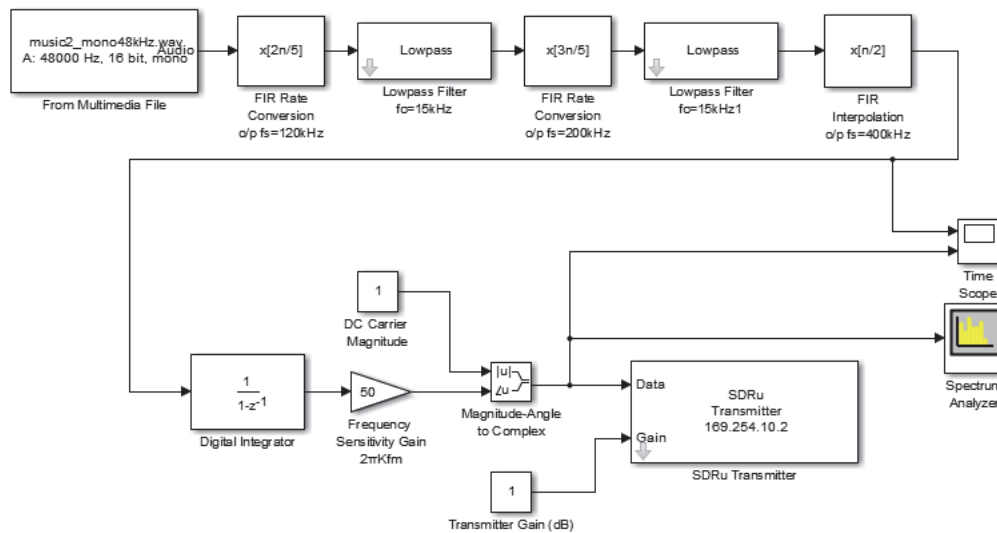 music2_mono48kHz.wav
A: 48000 Hz, 16 bit, mono
Audio
From Multimedia File
x[2n/5]
FIR Rate
Conversion
o/p fs=120kHz
Lowpass
Lowpass Filter
fo=15kHz
x[3n/5]
FIR Rate
Conversion
o/p fs=200kHz
Lowpass
Lowpass Filter
fo=15kHz1
x[n/2]
FIR
Interpolation
o/p fs=400kHz
Time
Scope
1
DC Carrier
Magnitude
1
1-z-1
Digital Integrator
50
Frequency
Sensitivity Gain
2πKfm
|u|
∠u
Magnitude-Angle
to Complex
Data
Gain
SDRu
Transmitter
169.254.10.2
SDRu Transmitter
Spectrum
Analyzer
1
Transmitter Gain (dB)